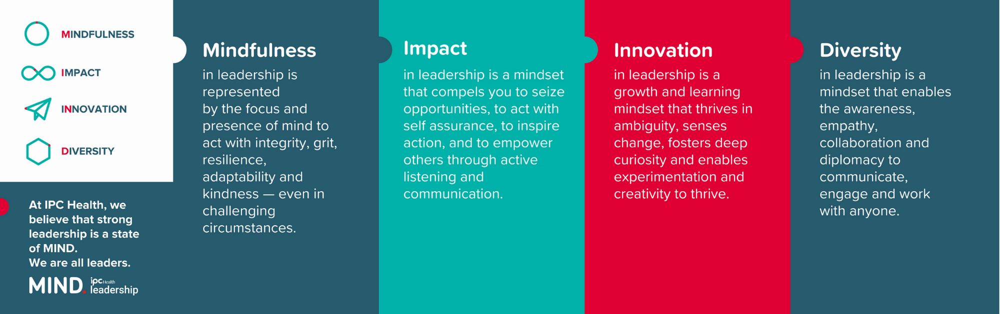 MINDFULNESS
IMPACT
INNOVATION
DIVERSITY
At IPC Health, we
believe that strong
leadership is a state
of MIND.
We are all leaders.
MIND. ipc Health
leadership
Mindfulness
in leadership is
represented
by the focus and
presence of mind to
act with integrity, grit,
resilience,
adaptability and
kindness — even in
challenging
circumstances.
Impact
in leadership is a mindset
that compels you to seize
opportunities, to act with
self assurance, to inspire
action, and to empower
others through active
listening and
communication.
Innovation
in leadership is a
growth and learning
mindset that thrives in
ambiguity, senses
change, fosters deep
curiosity and enables
experimentation and
creativity to thrive.
Diversity
in leadership is a
mindset that enables
the awareness,
empathy,
collaboration and
diplomacy to
communicate,
engage and work
with anyone.